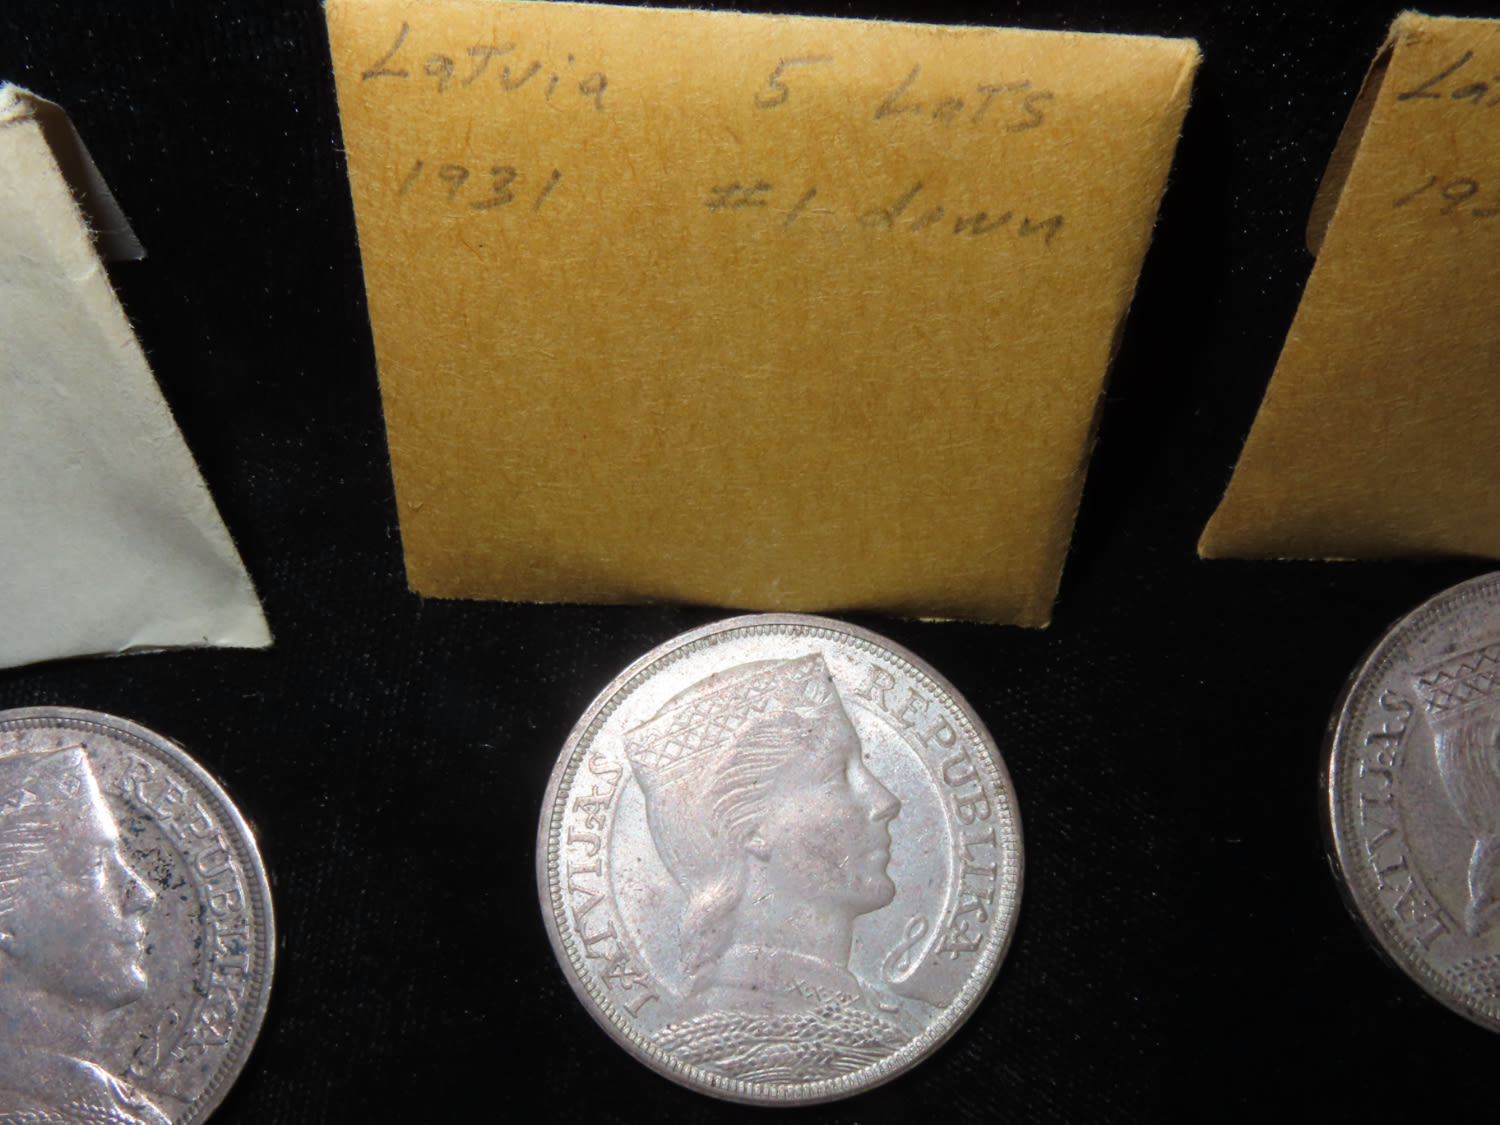 Latvia 5 Lats
1931 #1 down
LATVIJAS REPUBLIKA
REPUBLIKA
LATVIJAS